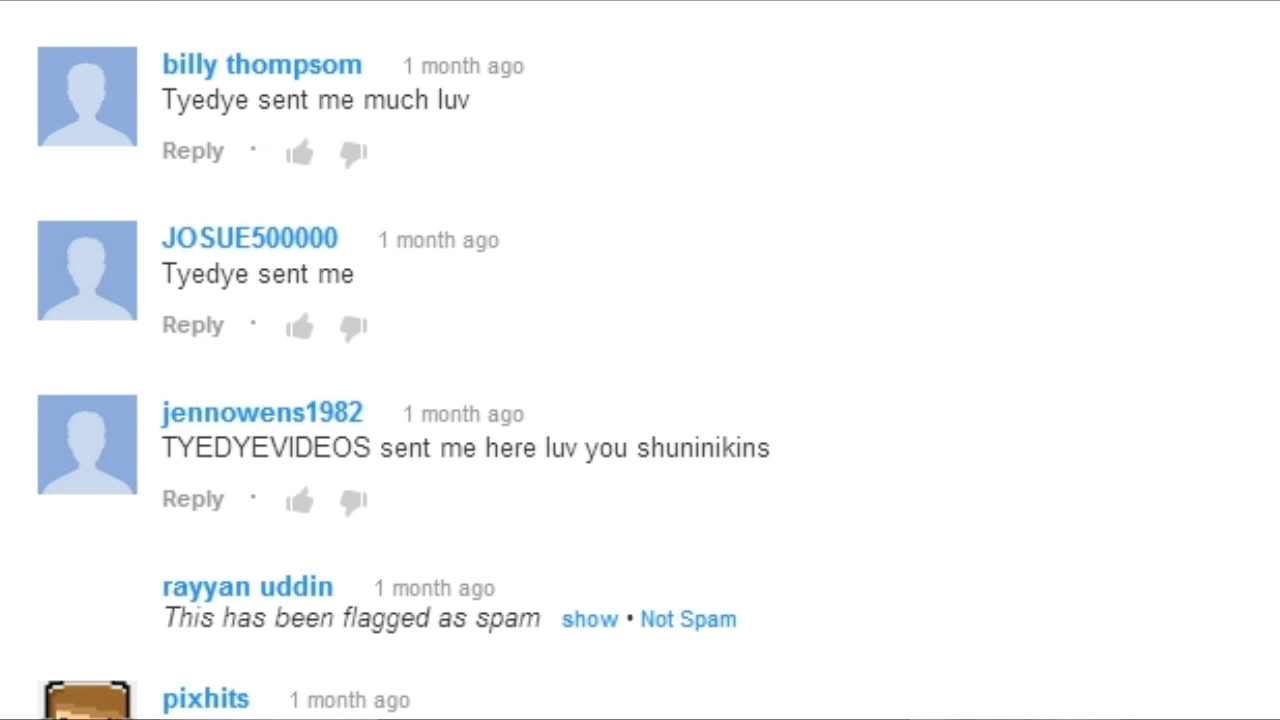 billy thompsom 1 month ago
Tyedye sent me much luv
Reply ·
JOSUE500000 1 month ago
Tyedye sent me
Reply ·
jennowens1982 1 month ago
TYEDYEVIDEOS sent me here luv you shuninikins
Reply ·
rayyan uddin 1 month ago
This has been flagged as spam show • Not Spam
pixhits 1 month ago